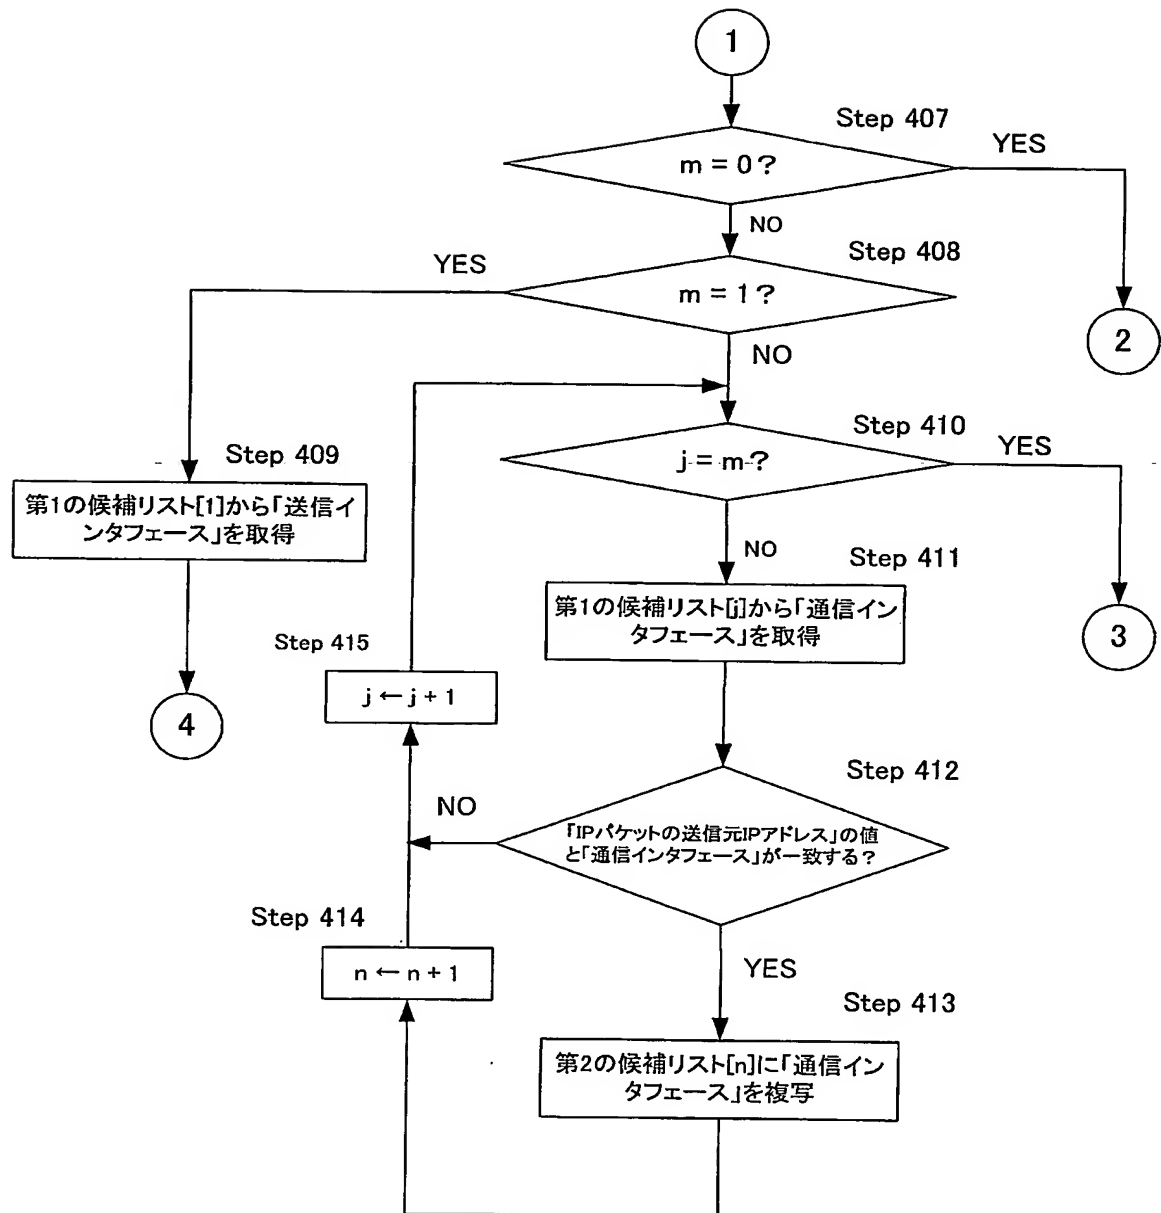 1
Step 407
m = 0?
YES
NO
Step 408
YES
m = 1?
2
NO
Step 410
j = m?
YES
Step 409
第1の候補リスト[1]から「送信イ
ンタフェース」を取得
NO
Step 411
第1の候補リスト[j]から「通信イン
タフェース」を取得
3
Step 415
j ← j + 1
4
Step 412
NO
「IPパケットの送信元IPアドレス」の値
と「通信インタフェース」が一致する?
Step 414
n ← n + 1
YES
Step 413
第2の候補リスト[n]に「通信イン
タフェース」を複写